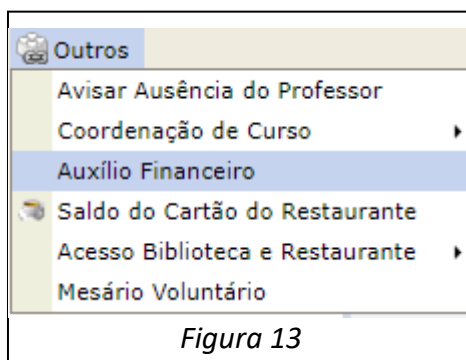 Outros
Avisar Ausência do Professor
Coordenação de Curso
Auxílio Financeiro
Saldo do Cartão do Restaurante
Acesso Biblioteca e Restaurante
Mesário Voluntário
Figura 13